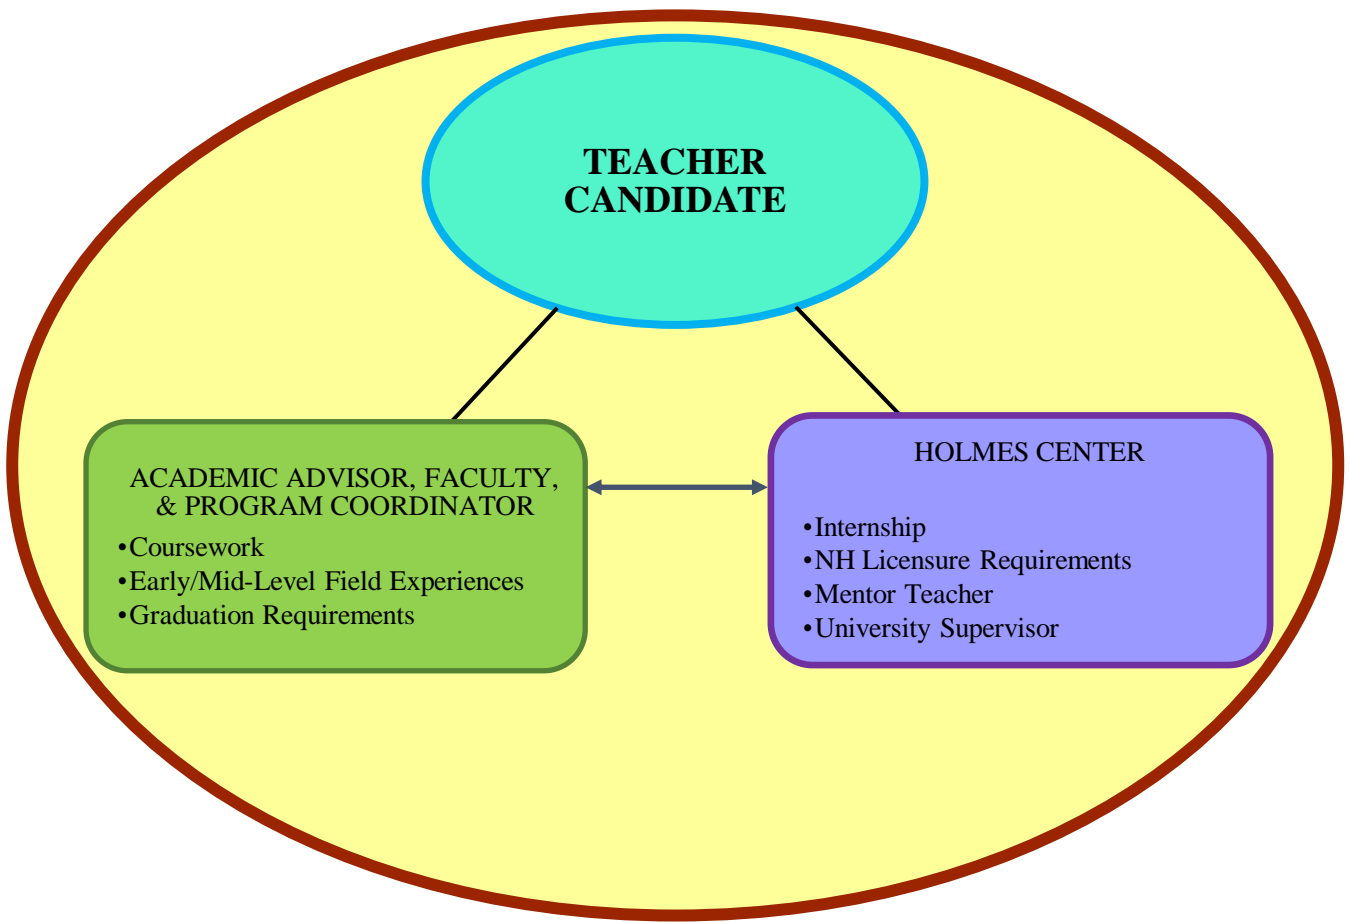 TEACHER
CANDIDATE
ACADEMIC ADVISOR, FACULTY,
& PROGRAM COORDINATOR
•Coursework
•Early/Mid-Level Field Experiences
•Graduation Requirements
HOLMES CENTER
•Internship
•NH Licensure Requirements
•Mentor Teacher
•University Supervisor